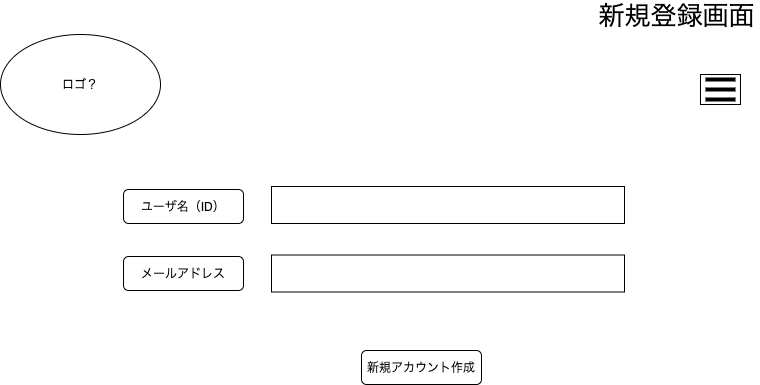 新規登録画面
ロゴ？
ユーザ名（ID）
メールアドレス
新規アカウント作成